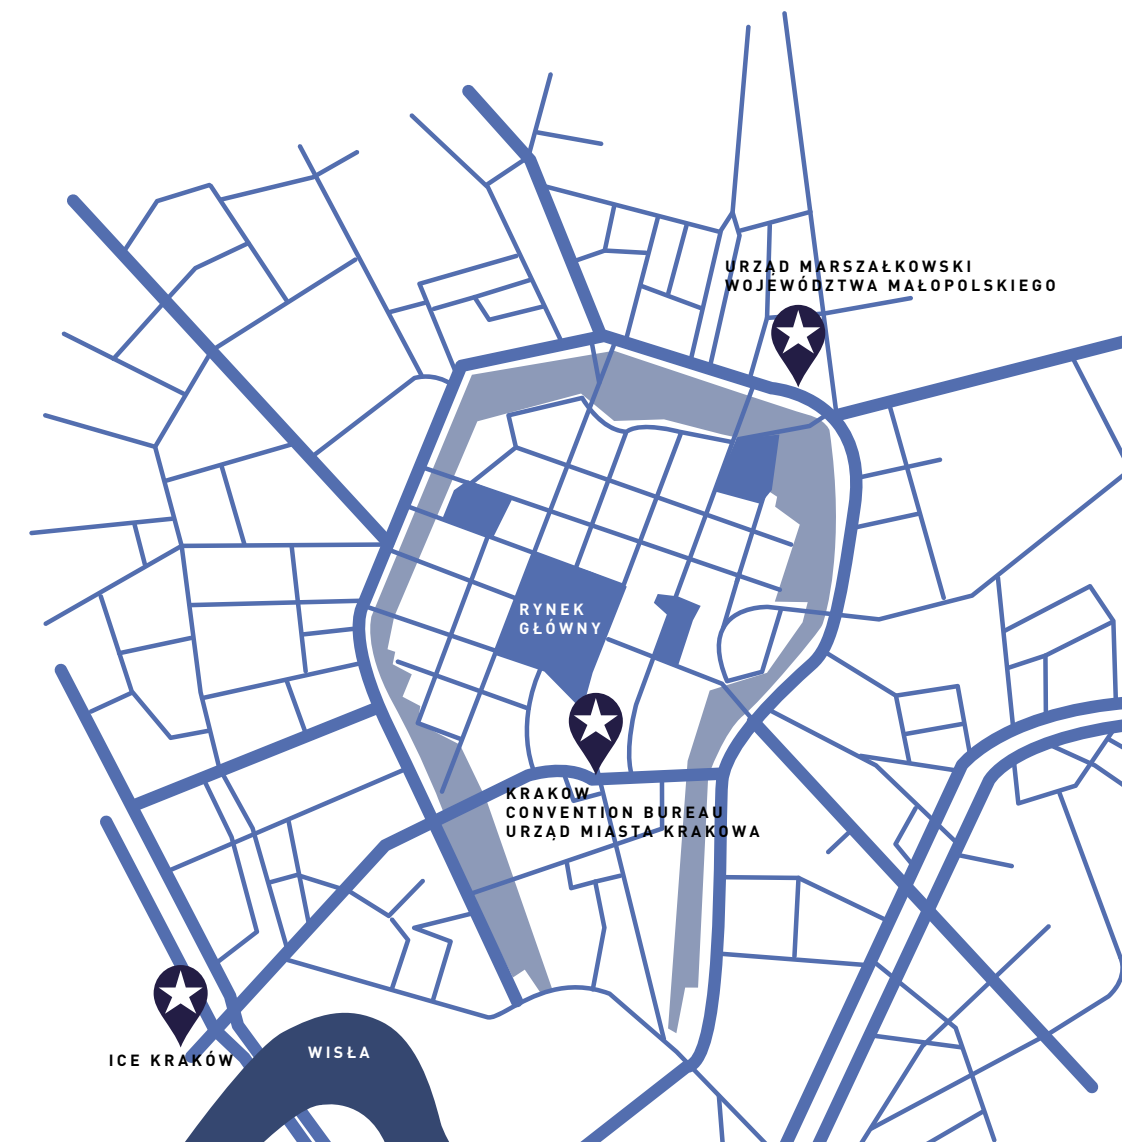 URZĄD MARSZAŁKOWSKI
WOJEWÓDZTWA MAŁOPOLSKIEGO
RYNEK
GŁÓWNY
KRAKOW
CONVENTION BUREAU
URZĄD MIASTA KRAKOWA
ICE KRAKÓW
WISŁA